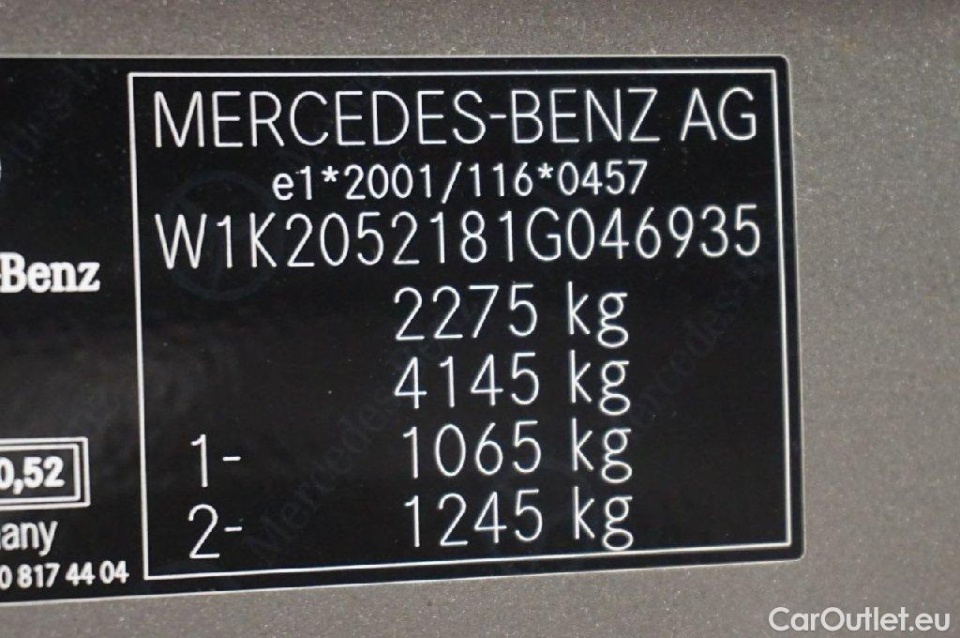 MERCEDES-BENZ AG
e1*2001/116*0457
W1K2052181G046935
2275 kg
4145 kg
1- 1065 kg
2- 1245 kg
-Benz
0,52
any
0 817 44 04
CarOutlet.eu